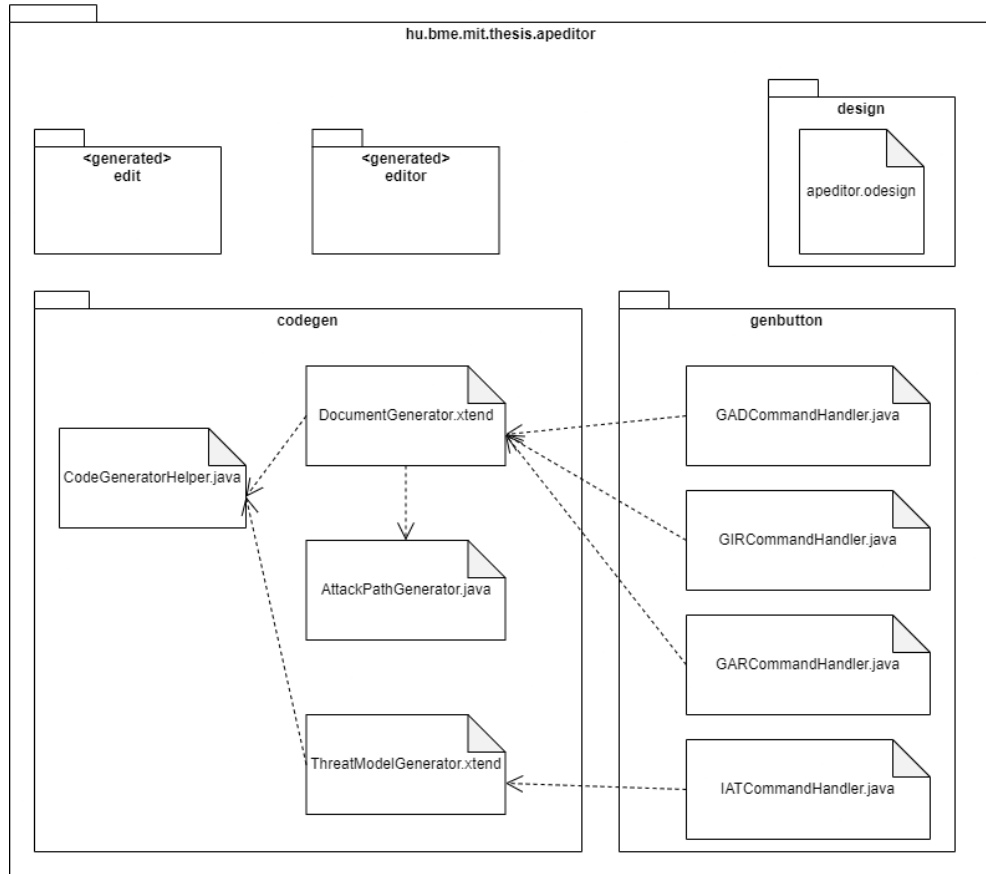 hu.bme.mit.thesis.apeditor
<generated>
edit
<generated>
editor
design
apeditor.odesign
codegen
DocumentGenerator.xtend
CodeGeneratorHelper.java
AttackPathGenerator.java
ThreatModelGenerator.xtend
genbutton
GADCommandHandler.java
GIRCommandHandler.java
GARCommandHandler.java
IATCommandHandler.java